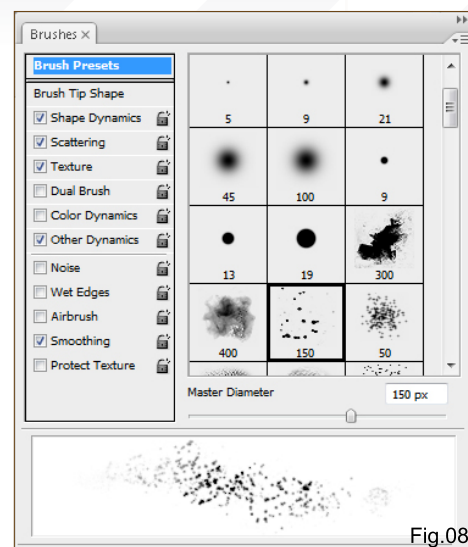 Brushes ×
Brush Presets
Brush Tip Shape
Shape Dynamics
Scattering
Texture
Dual Brush
Color Dynamics
Other Dynamics
Noise
Wet Edges
Airbrush
Smoothing
Protect Texture
5 9 21
45 100 9
13 19 300
400 150 50
Master Diameter 150 px
Fig.08